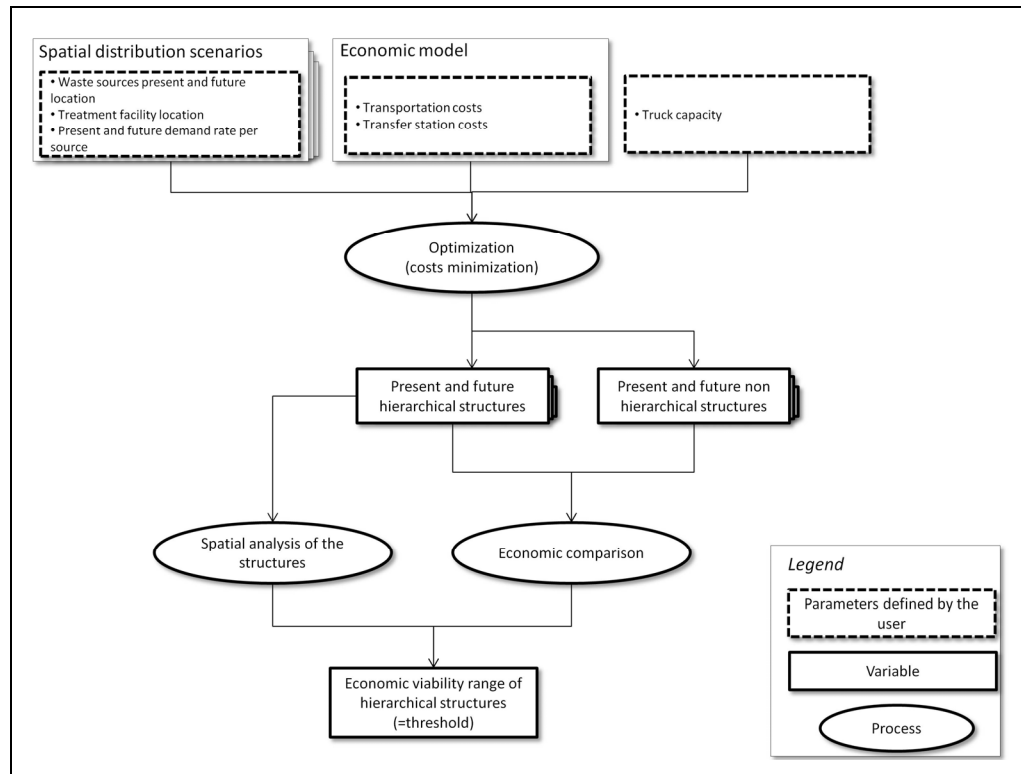 Spatial distribution scenarios
• Waste sources present and future
location
• Treatment facility location
• Present and future demand rate per
source
Economic model
• Transportation costs
• Transfer station costs
• Truck capacity
Optimization
(costs minimization)
Present and future
hierarchical structures
Present and future non
hierarchical structures
Spatial analysis of the
structures
Economic comparison
Economic viability range of
hierarchical structures
(=threshold)
Legend
Parameters defined by the
user
Variable
Process